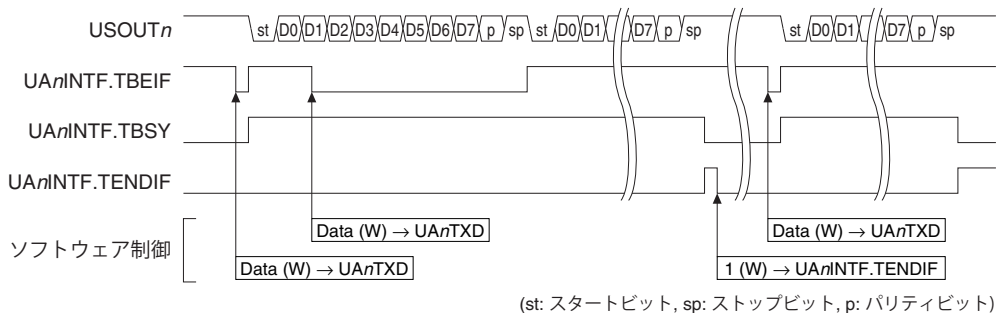 USOUTn st D0 D1 D2 D3 D4 D5 D6 D7 p sp st D0 D1 D7 p sp st D0 D1 D7 p sp
UAnINTF.TBEIF
UAnINTF.TBSY
UAnINTF.TENDIF
ソフトウェア制御
Data (W) → UAnTXD Data (W) → UAnTXD
Data (W) → UAnTXD 1 (W) → UAnINTF.TENDIF
(st: スタートビット, sp: ストップビット, p: パリティビット)